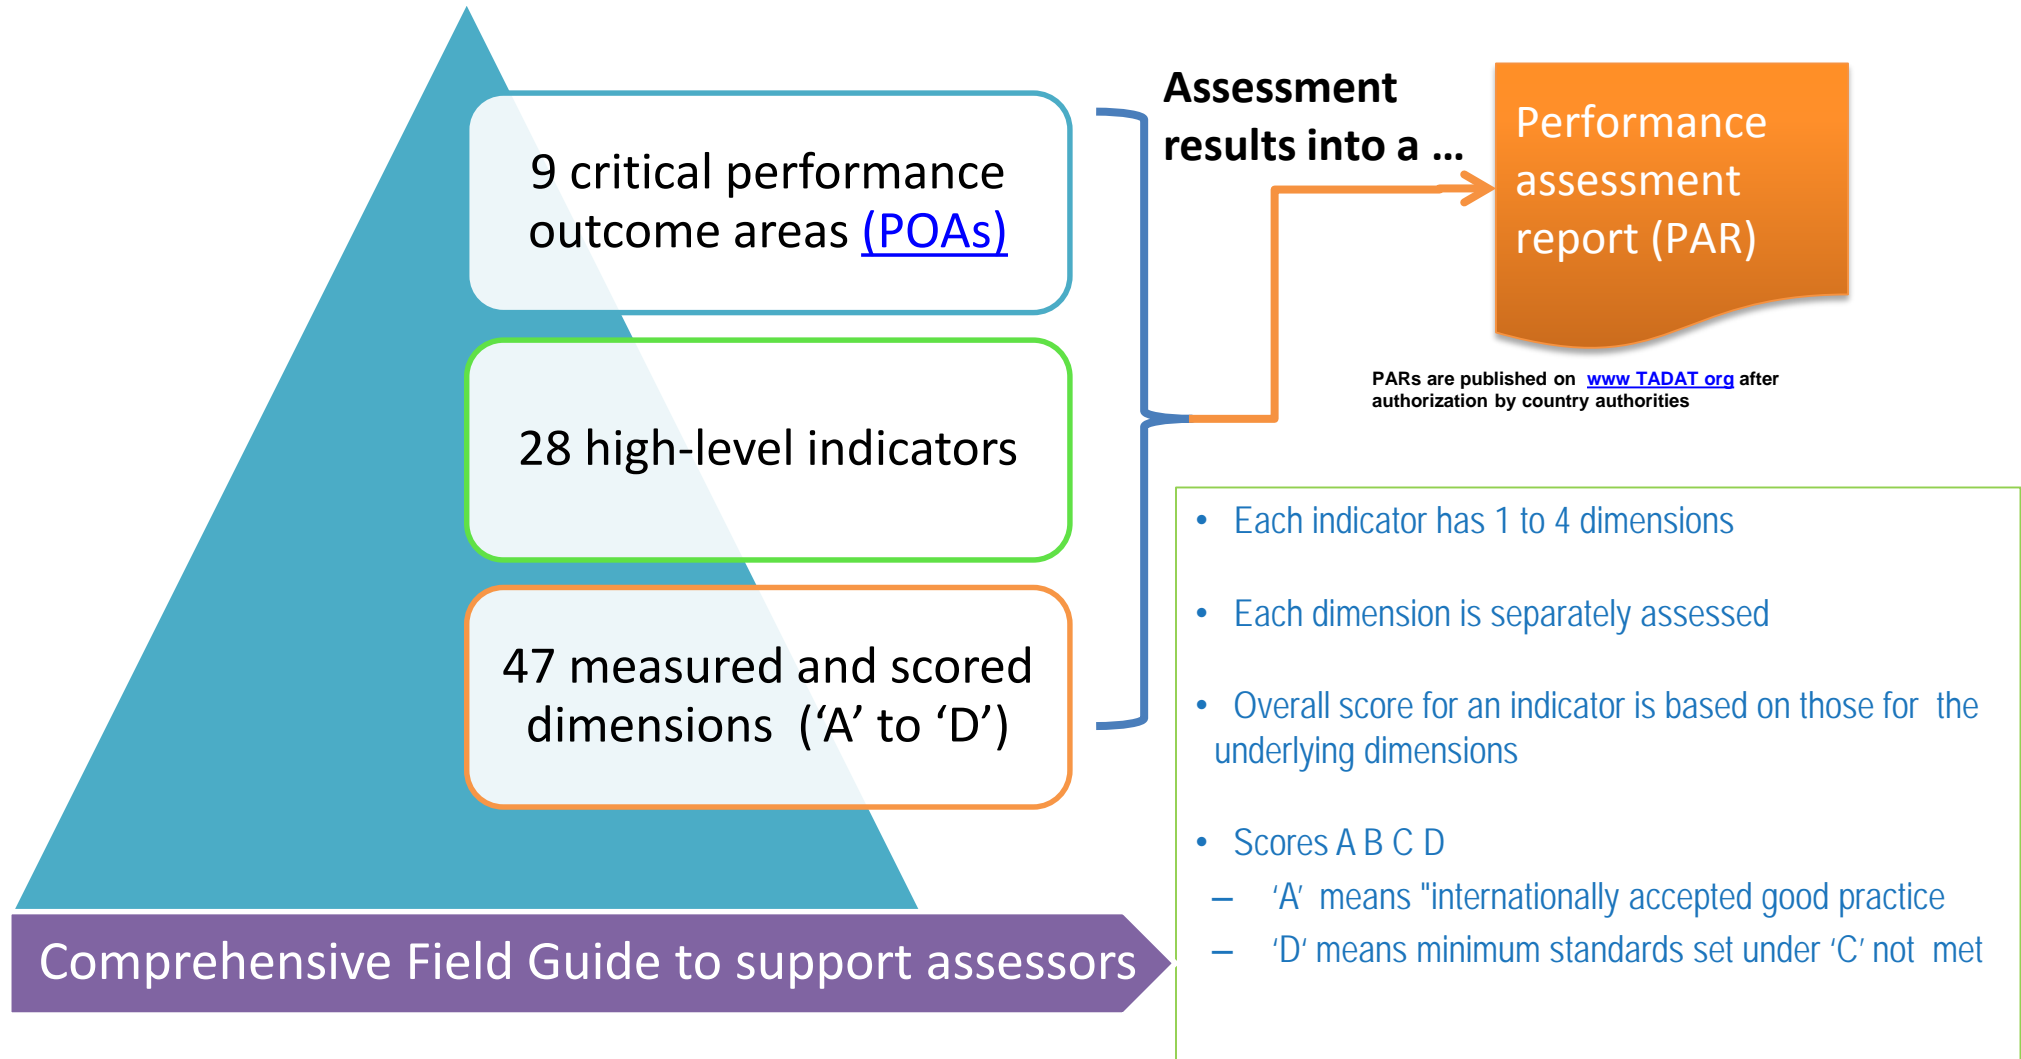 9 critical performance
outcome areas (POAs)
28 high-level indicators
47 measured and scored
dimensions ('A' to 'D')
Comprehensive Field Guide to support assessors
Assessment
results into a ...
Performance
assessment
report (PAR)
PARs are published on www TADAT org after
authorization by country authorities
• Each indicator has 1 to 4 dimensions
• Each dimension is separately assessed
• Overall score for an indicator is based on those for the
underlying dimensions
• Scores A B C D
– 'A' means "internationally accepted good practice
– 'D' means minimum standards set under 'C' not met